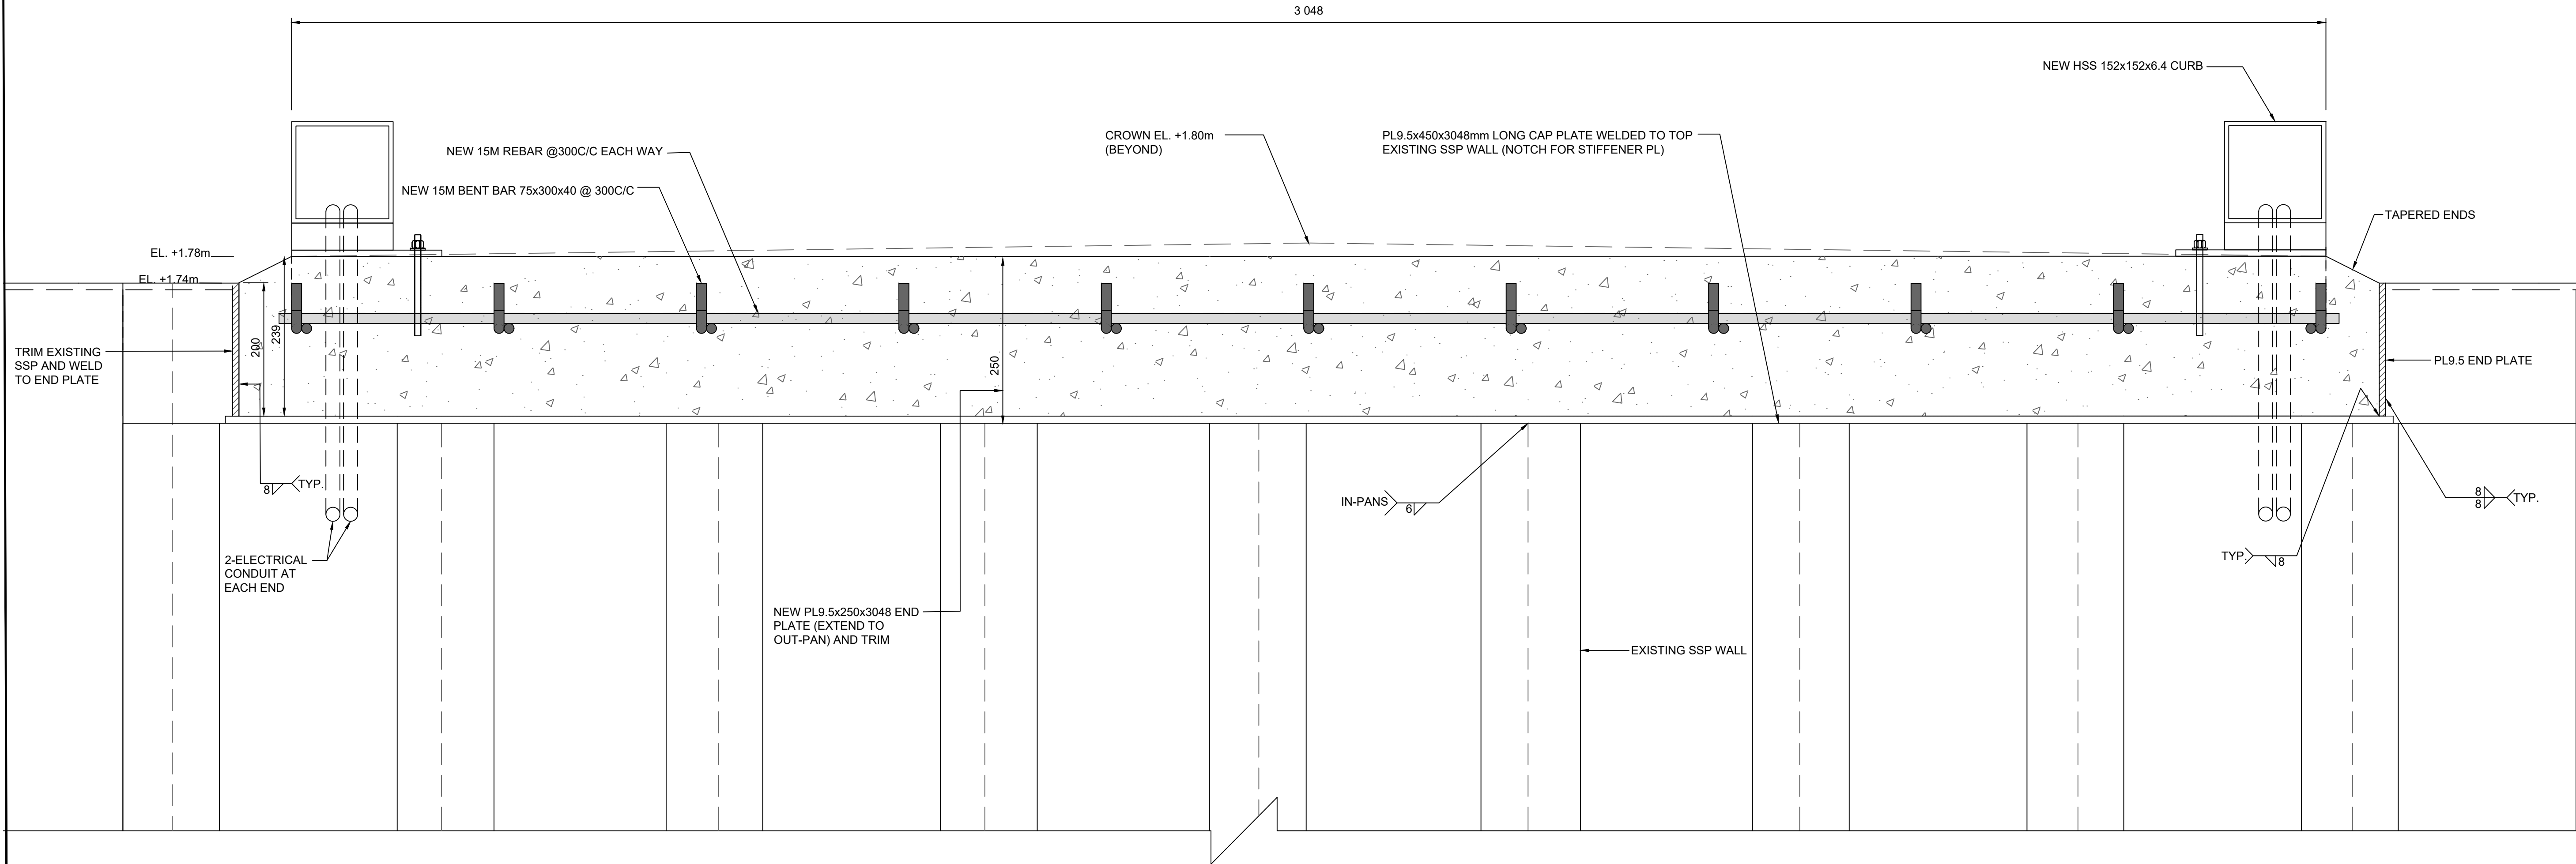 3 048
NEW HSS 152x152x6.4 CURB
CROWN EL. +1.80m
(BEYOND)
PL9.5x450x3048mm LONG CAP PLATE WELDED TO TOP
EXISTING SSP WALL (NOTCH FOR STIFFENER PL)
NEW 15M REBAR @300C/C EACH WAY
NEW 15M BENT BAR 75x300x40 @ 300C/C
TAPERED ENDS
EL. +1.78m
EL. +1.74m
TRIM EXISTING
SSP AND WELD
TO END PLATE
200
239
250
PL9.5 END PLATE
8
TYP.
IN-PANS
6
8
8
TYP.
TYP.
8
2-ELECTRICAL
CONDUIT AT
EACH END
NEW PL9.5x250x3048 END
PLATE (EXTEND TO
OUT-PAN) AND TRIM
EXISTING SSP WALL